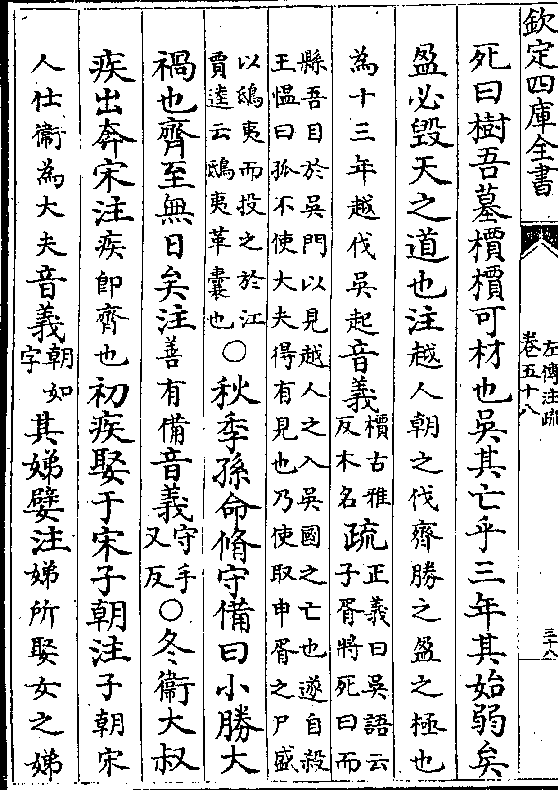 欽定四庫全書
左傳注疏
卷五十八
三十八
死曰樹吾墓檟檟可材也吳其亡乎三年其始弱矣
盈必毁天之道也注越人朝之伐齊勝之盈之極也
為十三年越伐吳起音義檟古雅反木名疏正義曰吳語云子胥將死曰而
縣吾目於吳門以見越人之入吳國之亡也遂自殺
王愠曰孤不使大夫得有見也乃使取申胥之尸盛
以鴟夷而投之於江
賈逵云鴟夷革囊也○秋季孫命脩守備曰小勝大
禍也齊至無日矣注善有備音義守手又反○冬衞大叔
疾出奔宋注疾即齊也初疾娶于宋子朝注子朝宋
人仕衞為大夫音義朝如字其娣嬖注娣所娶女之娣